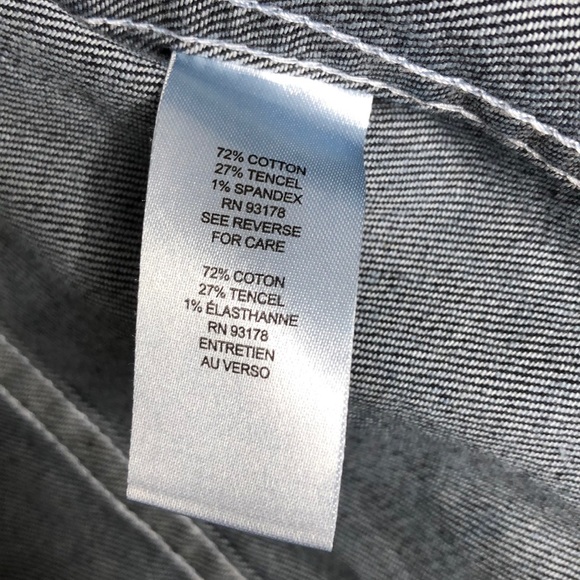 72% COTTON
27% TENCEL
1% SPANDEX
RN 93178
SEE REVERSE
FOR CARE
72% COTON
27% TENCEL
1% ÉLASTHANNE
RN 93178
ENTRETIEN
AU VERSO